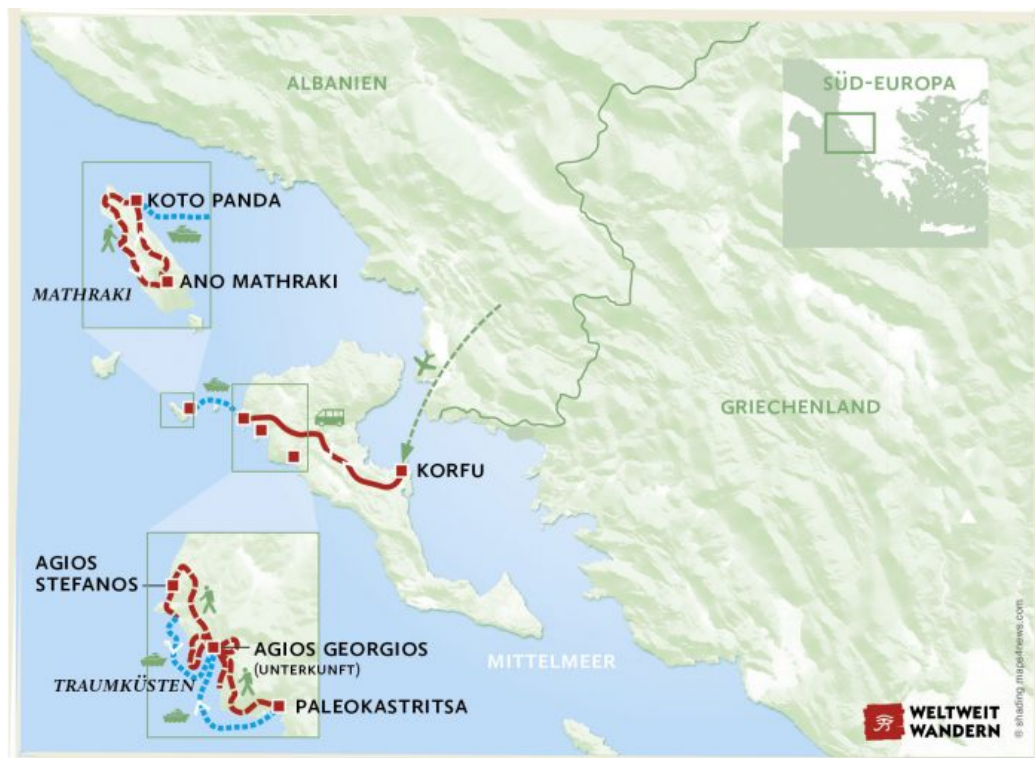 ALBANIEN
SÜD-EUROPA
KOTO PANDA
ANO MATHRAKI
MATHRAKI
GRIECHENLAND
KORFU
AGIOS
STEFANOS
AGIOS GEORGIOS
(UNTERKUNFT)
MITTELMEER
TRAUMKÜSTEN
PALEOKASTRITSA
WELTWEIT
WANDERN
© shading.maps4news.com